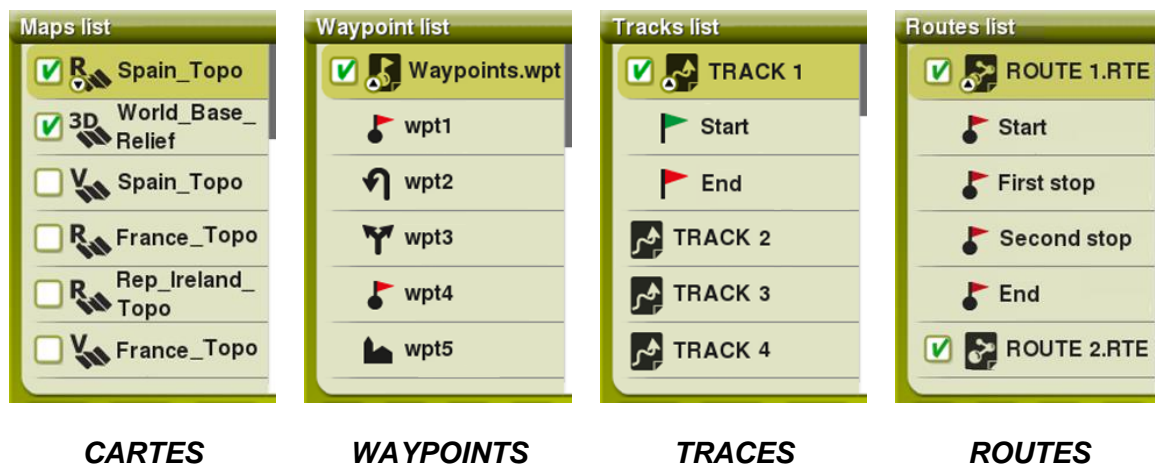 Maps list
R Spain_Topo
3D World_Base_
Relief
V Spain_Topo
R France_Topo
R Rep_Ireland_
Topo
V France_Topo
CARTES
Waypoint list
Waypoints.wpt
wpt1
wpt2
wpt3
wpt4
wpt5
WAYPOINTS
Tracks list
TRACK 1
Start
End
TRACK 2
TRACK 3
TRACK 4
TRACES
Routes list
ROUTE 1.RTE
Start
First stop
Second stop
End
ROUTE 2.RTE
ROUTES